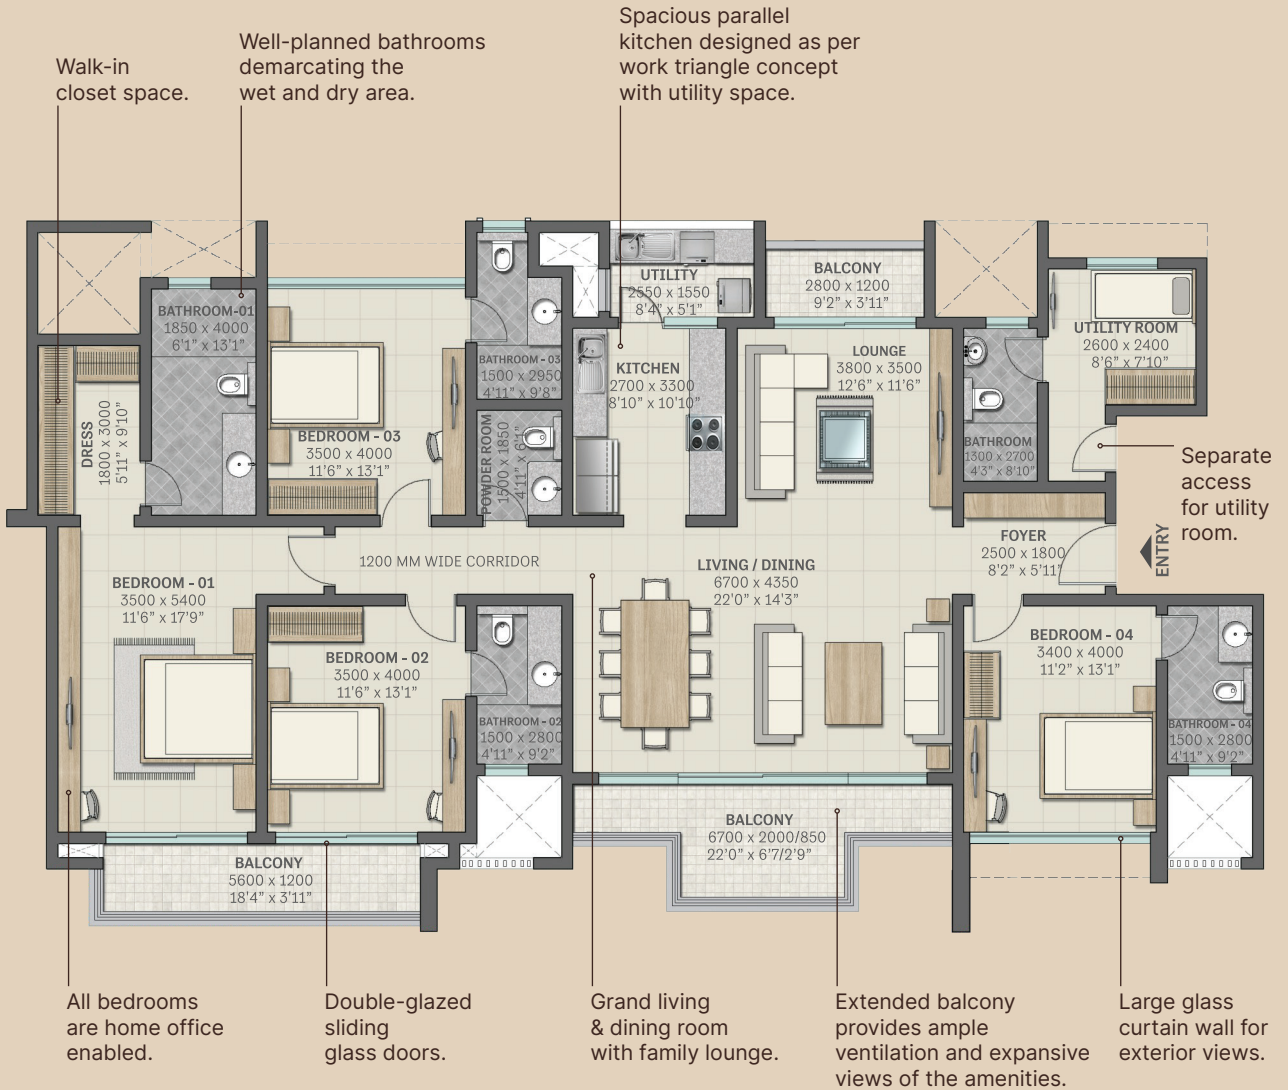 Spacious parallel
kitchen designed as per
work triangle concept
with utility space.
Well-planned bathrooms
demarcating the
wet and dry area.
Walk-in
closet space.
UTILITY
2550 x 1550
8'4" x 5'1"
BALCONY
2800 x 1200
9'2" x 3'11"
BATHROOM-01
1850 x 4000
6'1" x 13'1"
UTILITY ROOM
2600 x 2400
8'6" x 7'10"
BATHROOM - 03
1500 x 2950
4'11" x 9'8"
KITCHEN
2700 x 3300
8'10" x 10'10"
LOUNGE
3800 x 3500
12'6" x 11'6"
DRESS
1800 x 3000
5'11" x 9'10"
BEDROOM - 03
3500 x 4000
11'6" x 13'1"
POWDER ROOM
1500 x 1850
4'11" x 6'1"
BATHROOM
1300 x 2700
4'3" x 8'10"
Separate
access
for utility
room.
ENTRY
FOYER
2500 x 1800
8'2" x 5'11"
1200 MM WIDE CORRIDOR
LIVING / DINING
6700 x 4350
22'0" x 14'3"
BEDROOM - 01
3500 x 5400
11'6" x 17'9"
BEDROOM - 02
3500 x 4000
11'6" x 13'1"
BEDROOM - 04
3400 x 4000
11'2" x 13'1"
BATHROOM - 02
1500 x 2800
4'11" x 9'2"
BATHROOM - 04
1500 x 2800
4'11" x 9'2"
BALCONY
6700 x 2000/850
22'0" x 6'7/2'9"
BALCONY
5600 x 1200
18'4" x 3'11"
All bedrooms
are home office
enabled.
Double-glazed
sliding
glass doors.
Grand living
& dining room
with family lounge.
Extended balcony
provides ample
ventilation and expansive
views of the amenities.
Large glass
curtain wall for
exterior views.